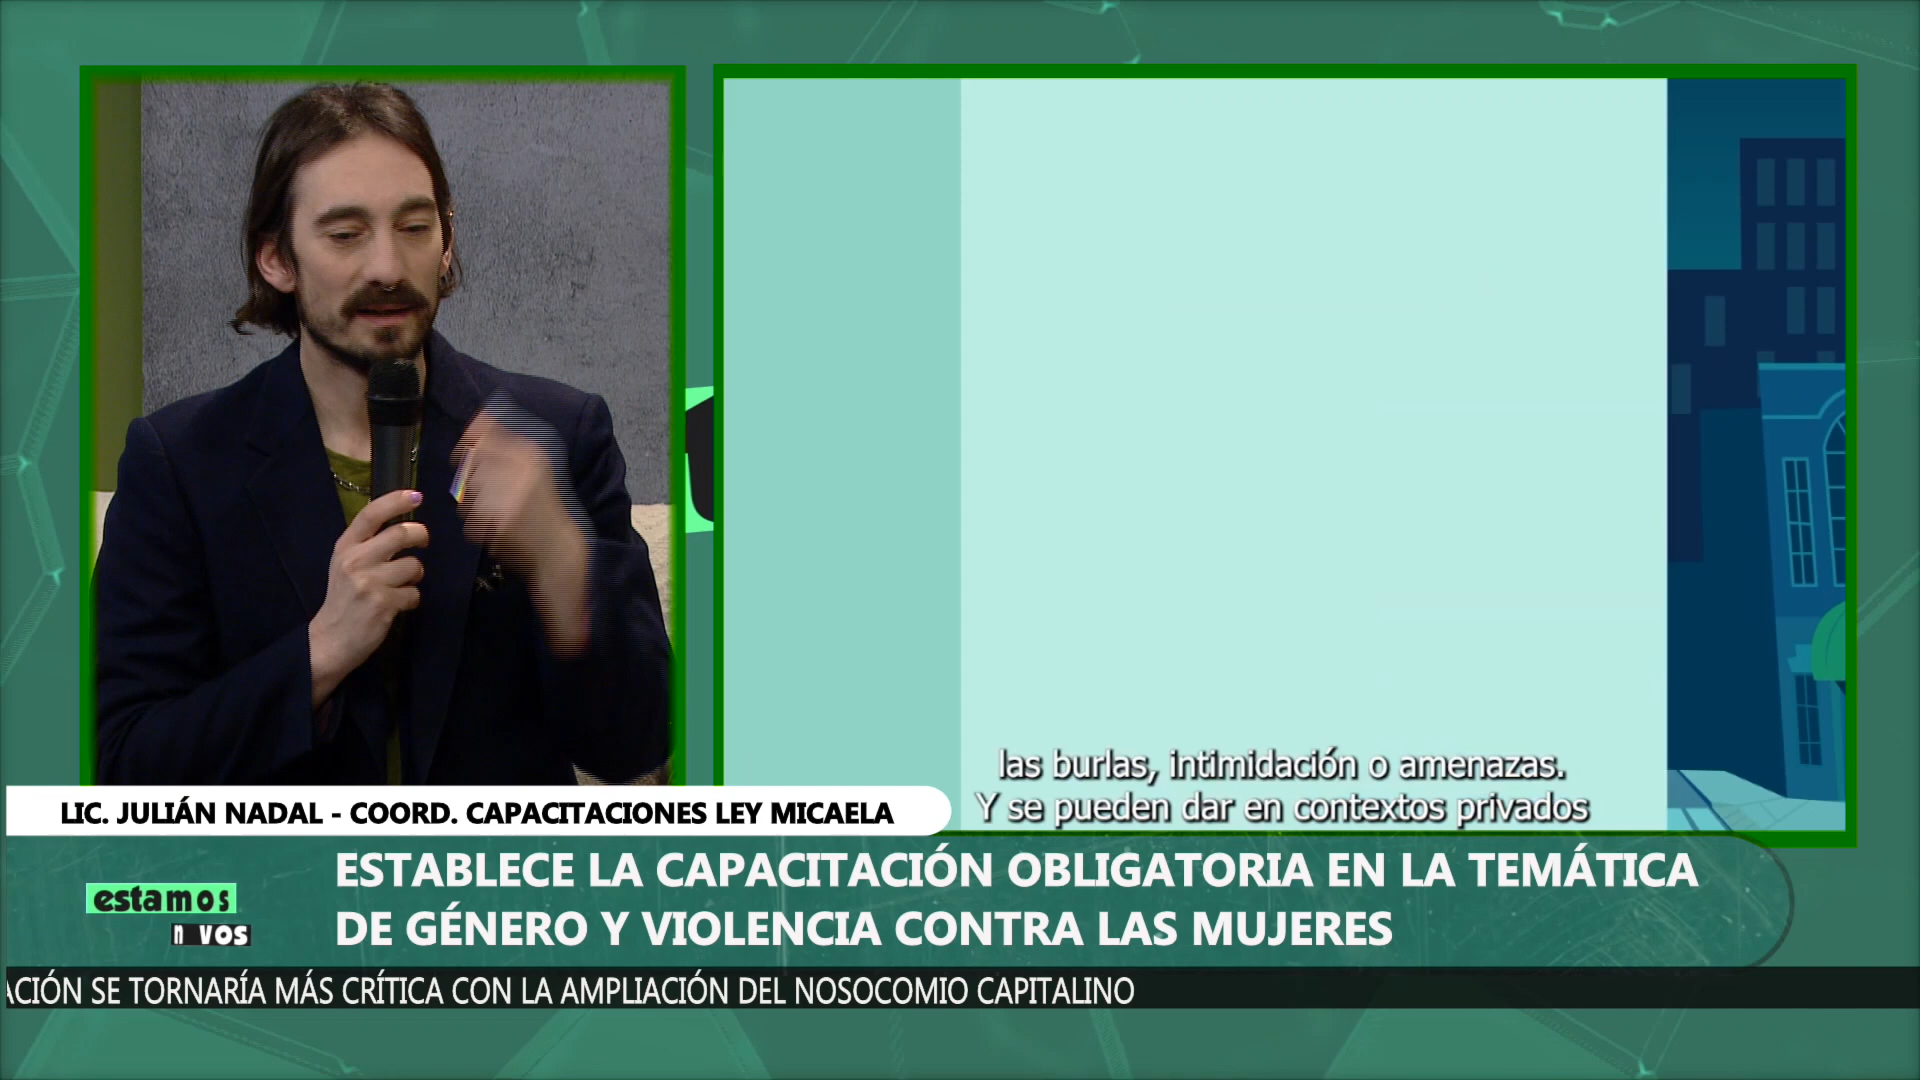 las burlas, intimidación o amenazas.
Y se pueden dar en contextos privados
LIC. JULIÁN NADAL - COORD. CAPACITACIONES LEY MICAELA
ESTABLECE LA CAPACITACIÓN OBLIGATORIA EN LA TEMÁTICA
DE GÉNERO Y VIOLENCIA CONTRA LAS MUJERES
estamos
n vos
ACIÓN SE TORNARÍA MÁS CRÍTICA CON LA AMPLIACIÓN DEL NOSOCOMIO CAPITALINO